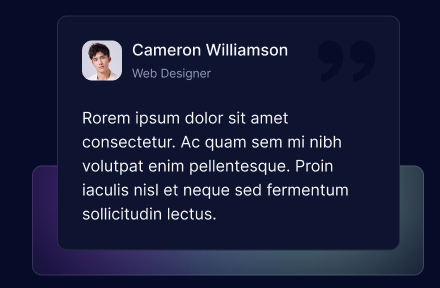 Cameron Williamson
Web Designer
Rorem ipsum dolor sit amet
consectetur. Ac quam sem mi nibh
volutpat enim pellentesque. Proin
iaculis nisl et neque sed fermentum
sollicitudin lectus.